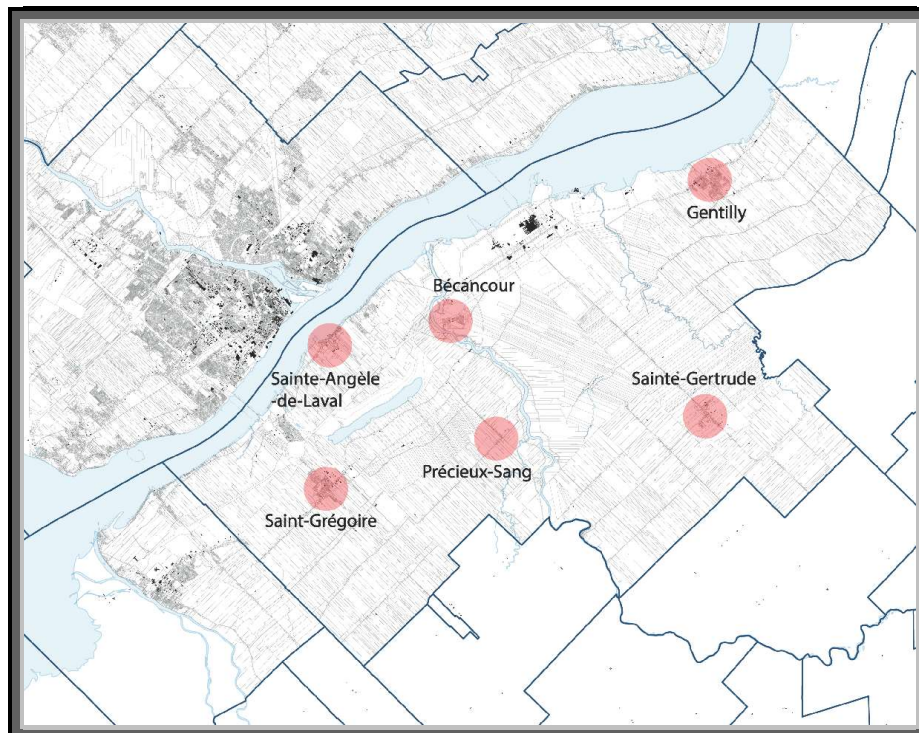 Gentilly
Bécancour
Sainte-Angèle
-de-Laval
Sainte-Gertrude
Précieux-Sang
Saint-Grégoire